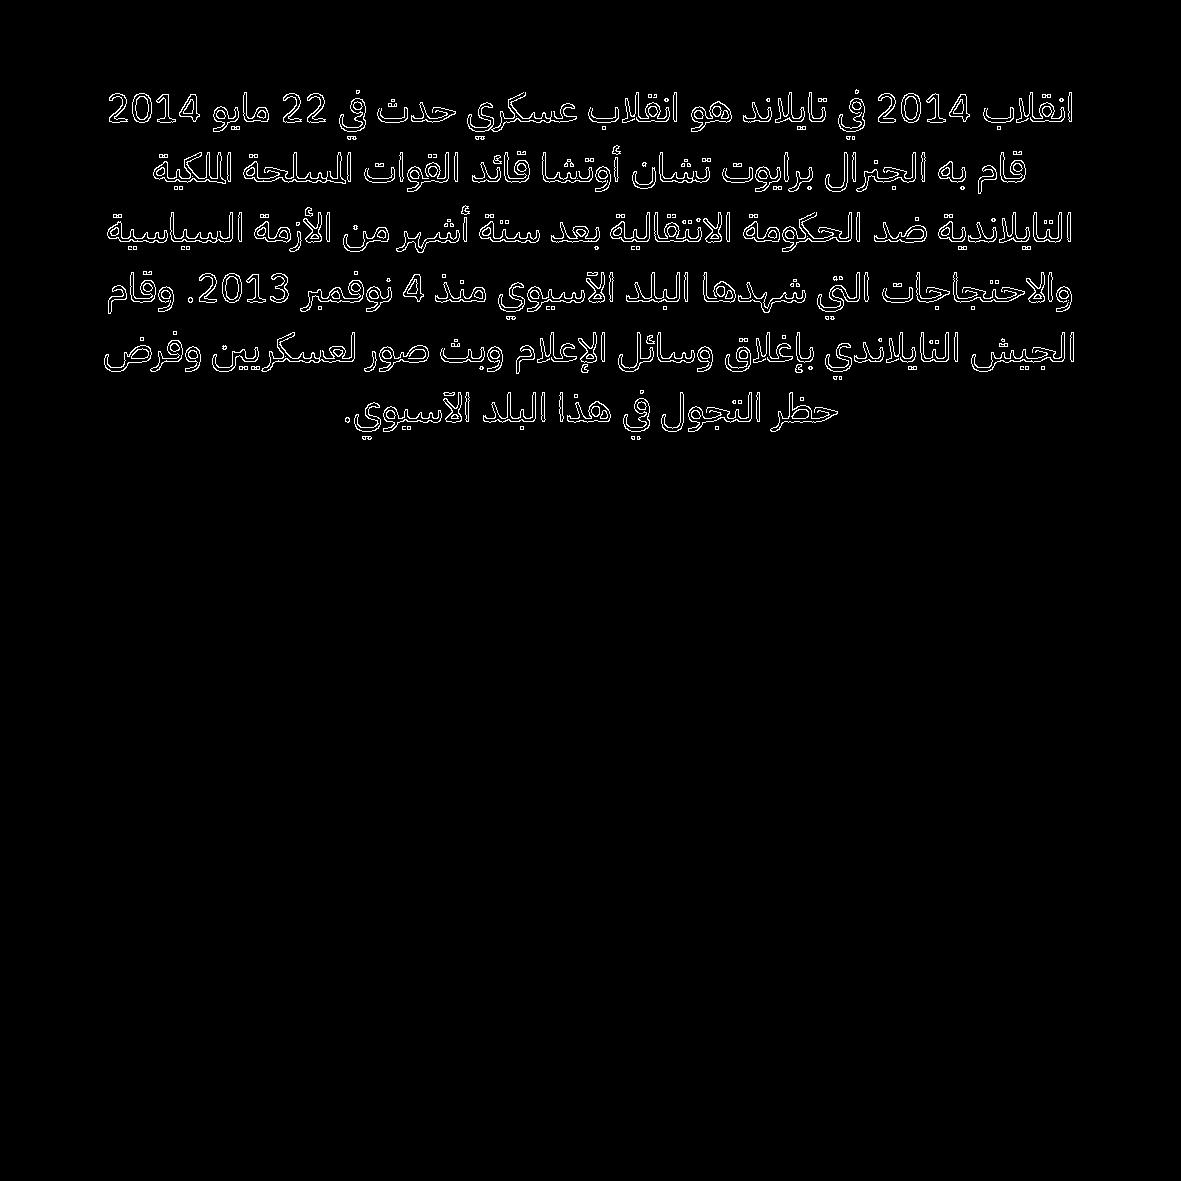 انقلاب 2014 في تايلاند هو انقلاب عسكري حدث في 22 مايو 2014
قام به الجنرال برايوت تشان أوتشا قائد القوات المسلحة الملكية
التايلاندية ضد الحكومة الانتقالية بعد ستة أشهر من الأزمة السياسية
والاحتجاجات التي شهدها البلد الآسيوي منذ 4 نوفمبر 2013. وقام
الجيش التايلاندي بإغلاق وسائل الإعلام وبث صور لعسكريين وفرض
حظر التجول في هذا البلد الآسيوي.